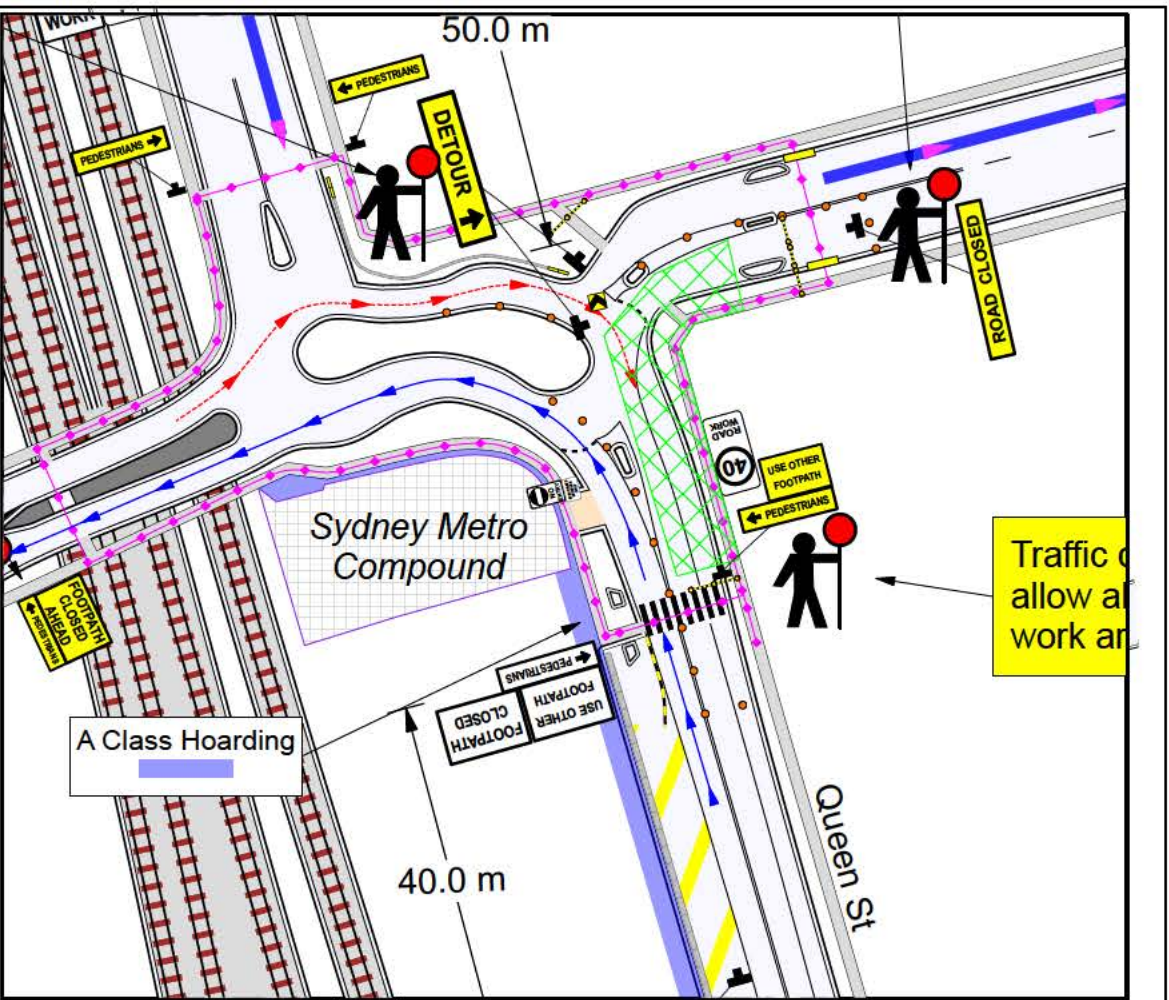 WORK
50.0 m
← PEDESTRIANS
DETOUR
→
PEDESTRIANS →
ROAD CLOSED
ROAD
WORK
40
USE OTHER
FOOTPATH
← PEDESTRIANS
Sydney Metro
Compound
Traffic
allow
work
FOOTPATH
CLOSED
AHEAD
← PEDESTRIANS
← PEDESTRIANS
USE OTHER
FOOTPATH
FOOTPATH
CLOSED
A Class Hoarding
40.0 m
Queen St